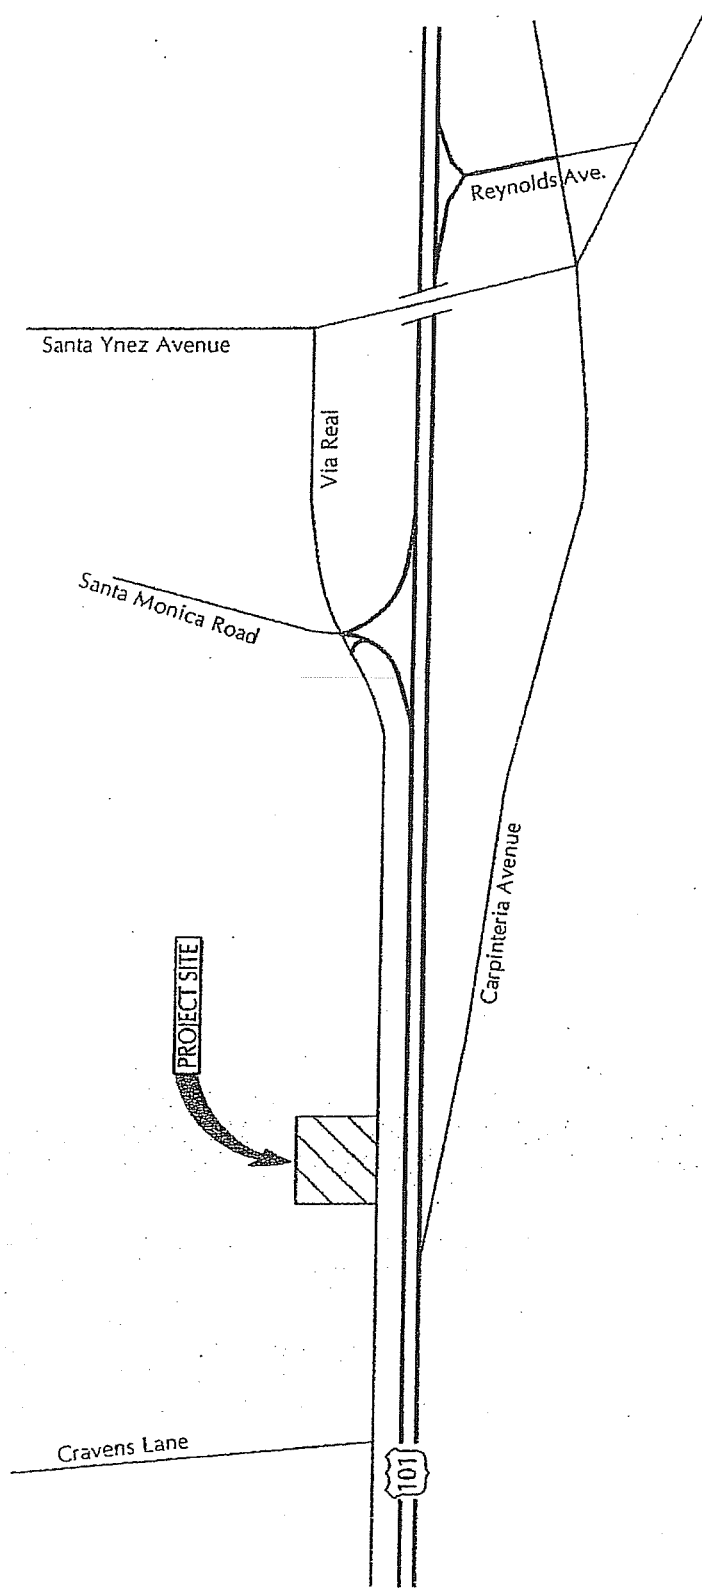 Reynolds Ave.
Santa Ynez Avenue
Via Real
Santa Monica Road
Carpinteria Avenue
PROJECT SITE
Cravens Lane
101